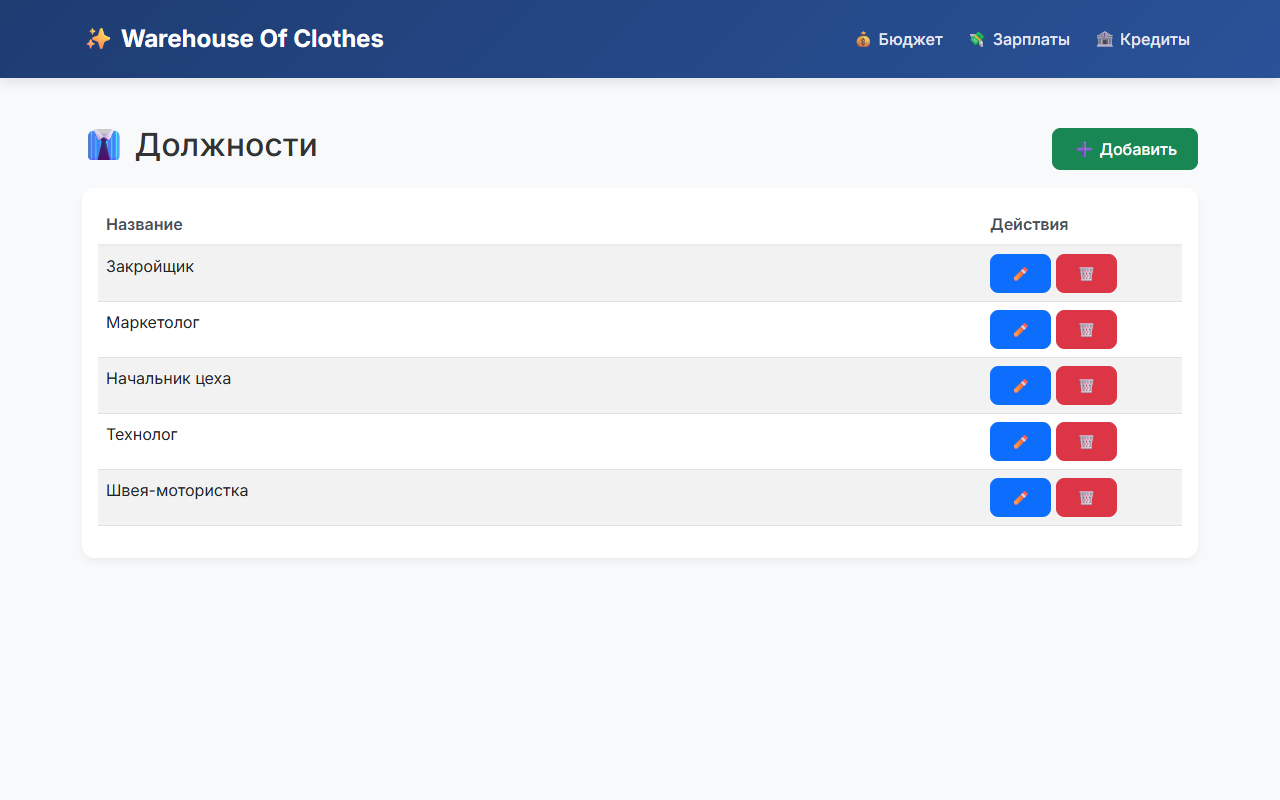 ✨ Warehouse Of Clothes
💰 Бюджет 💸 Зарплаты 🏦 Кредиты
👔 Должности
➕ Добавить
Название Действия
Закройщик
Маркетолог
Начальник цеха
Технолог
Швея-мотористка